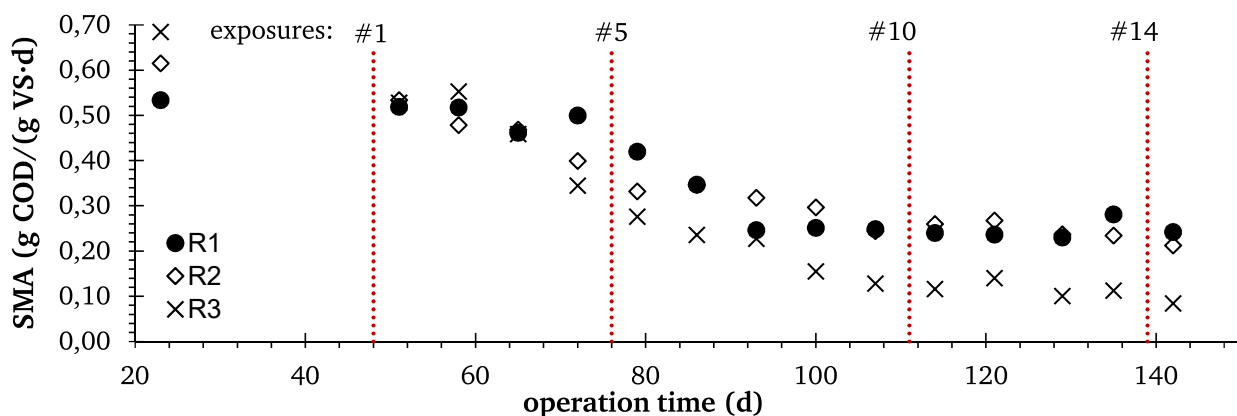 SMA (g COD/(g VS·d)
0,70
0,60
0,50
0,40
0,30
0,20
0,10
0,00
exposures: #1 #5 #10 #14
R1
R2
R3
20 40 60 80 100 120 140
operation time (d)